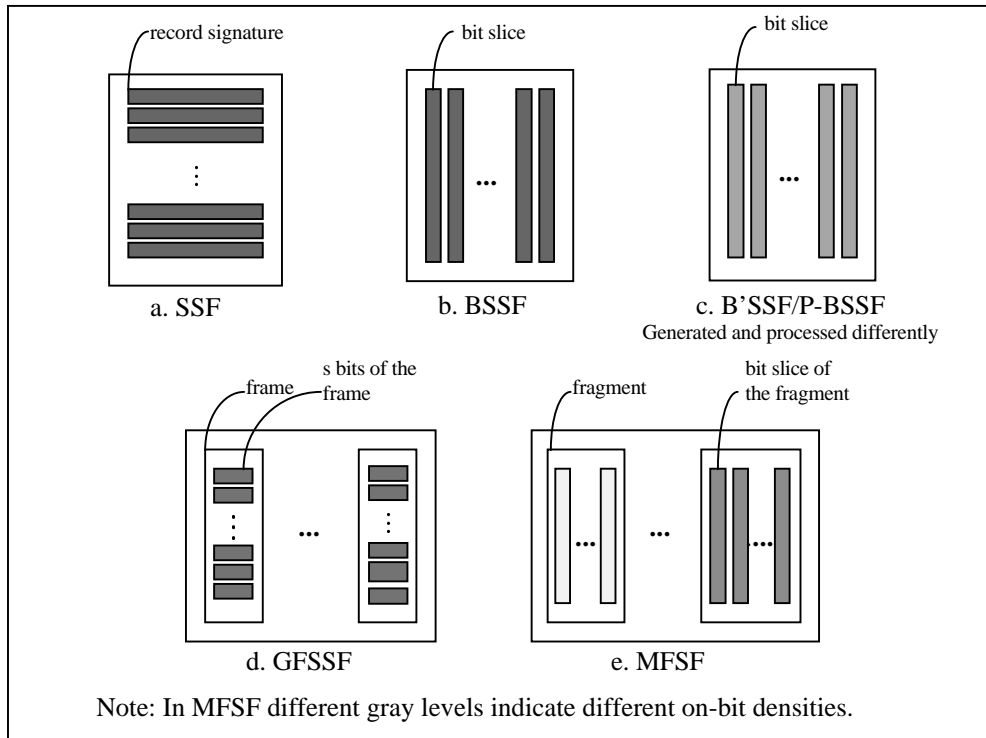 record signature
bit slice
bit slice
a. SSF
b. BSSF
c. B’SSF/P-BSSF
Generated and processed differently
frame
s bits of the
frame
fragment
bit slice of
the fragment
d. GFSSF
e. MFSF
Note: In MFSF different gray levels indicate different on-bit densities.